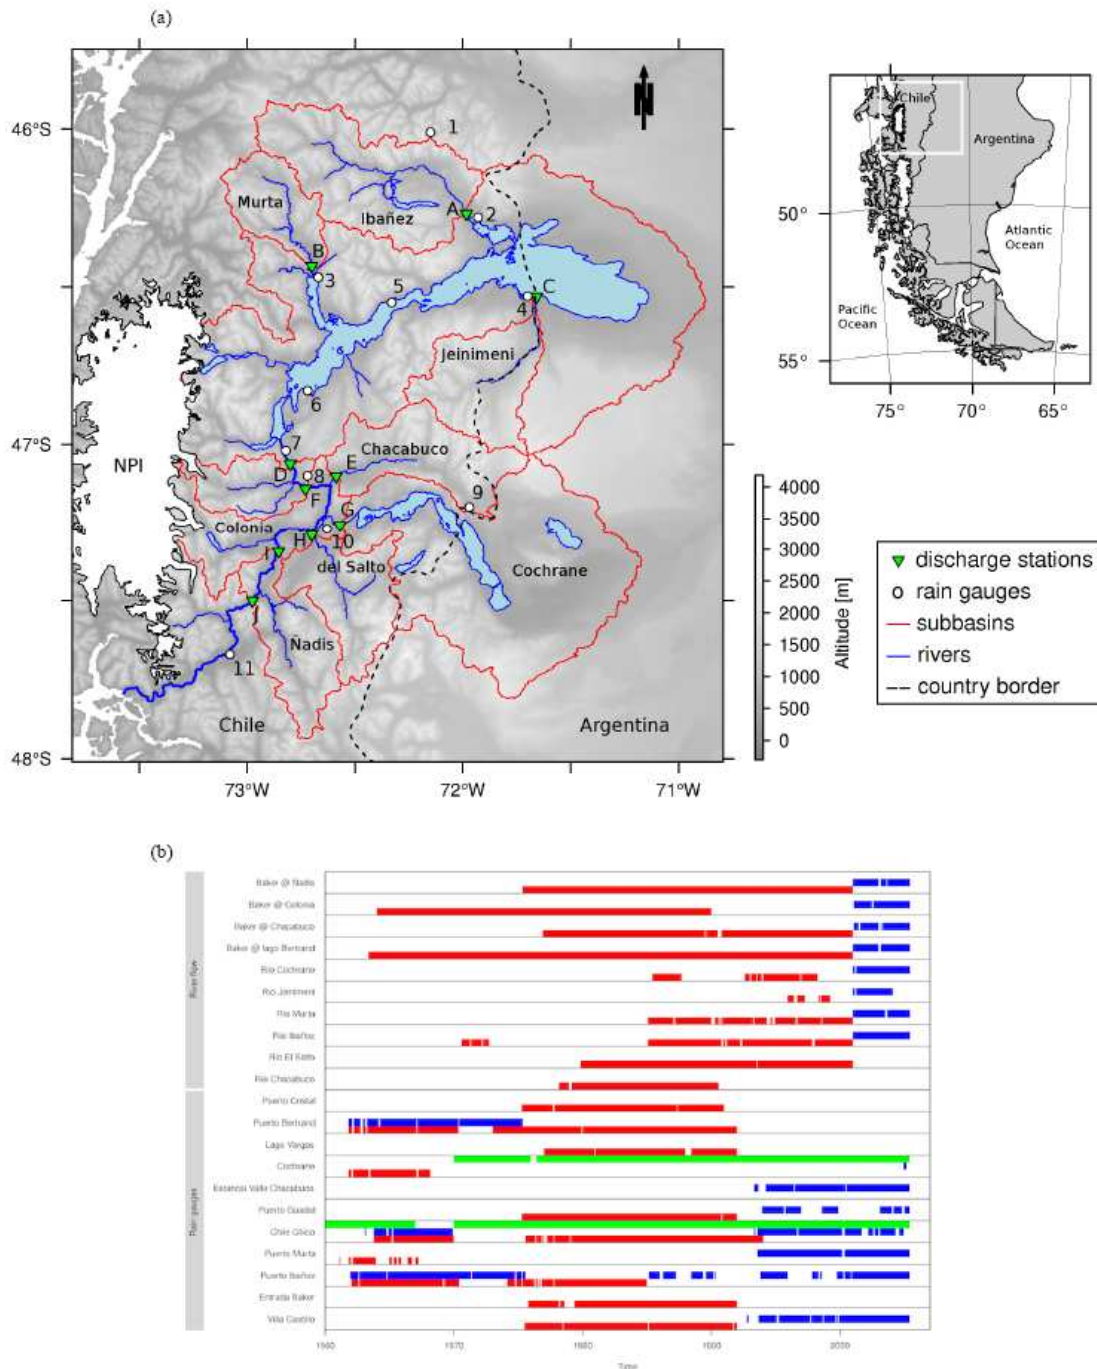 (a)
46°S
47°S
48°S
73°W
72°W
71°W
1
Murta
Ibañez
A
2
B
3
5
4
C
Jeinimeni
6
7
Chacabuco
NPI
D
8
E
F
9
Colonia
G
H
10
I
del Salto
Cochrane
J
Ñadis
11
Chile
Argentina
Chile
Argentina
50°
Atlantic
Ocean
Pacific
Ocean
55°
75°
70°
65°
4000
3500
3000
2500
2000
1500
1000
500
0
Altitude [m]
discharge stations
rain gauges
subbasins
rivers
country border
(b)
River flow
Baker @ Ñadis
Baker @ Colonia
Baker @ Chacabuco
Baker @ lago Bertrand
Rio Cochrane
Rio Jeinimeni
Rio Murta
Rio Ibañez
Rio El Salto
Rio Chacabuco
Rain gauges
Puerto Cristal
Puerto Bertrand
Lago Vargas
Cochrane
Estancia Valle Chacabuco
Puerto Guadal
Chile Chico
Puerto Murta
Puerto Ibañez
Entrada Baker
Villa Castillo
1960
1970
1980
1990
2000
Time